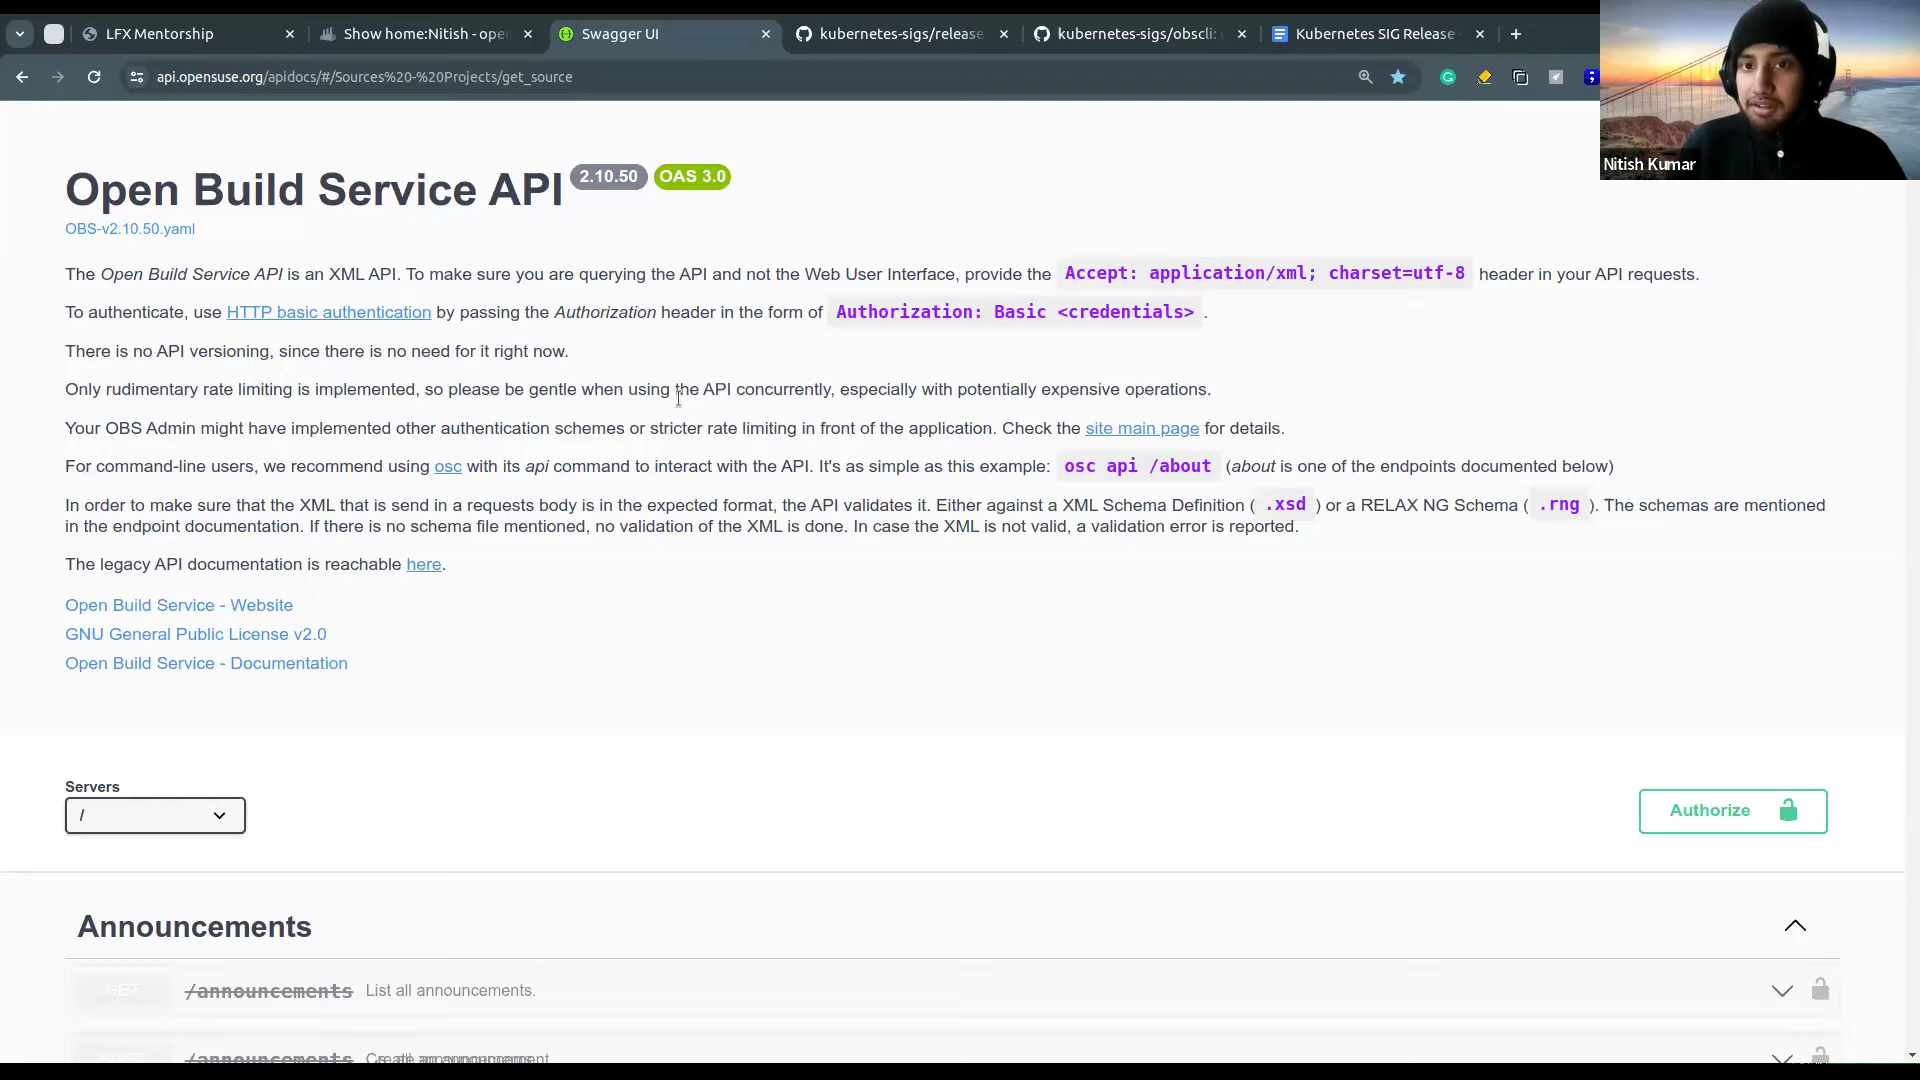 LFX Mentorship
Show home:Nitish - ope
Swagger UI
kubernetes-sigs/release
kubernetes-sigs/obscli:
Kubernetes SIG Release
api.opensuse.org/apidocs/#/Sources%20-%20Projects/get_source
Nitish Kumar
Open Build Service API 2.10.50 OAS 3.0
OBS-v2.10.50.yaml
The Open Build Service API is an XML API. To make sure you are querying the API and not the Web User Interface, provide the Accept: application/xml; charset=utf-8 header in your API requests.
To authenticate, use HTTP basic authentication by passing the Authorization header in the form of Authorization: Basic <credentials> .
There is no API versioning, since there is no need for it right now.
Only rudimentary rate limiting is implemented, so please be gentle when using the API concurrently, especially with potentially expensive operations.
Your OBS Admin might have implemented other authentication schemes or stricter rate limiting in front of the application. Check the site main page for details.
For command-line users, we recommend using osc with its api command to interact with the API. It's as simple as this example: osc api /about (about is one of the endpoints documented below)
In order to make sure that the XML that is send in a requests body is in the expected format, the API validates it. Either against a XML Schema Definition ( .xsd ) or a RELAX NG Schema ( .rng ). The schemas are mentioned
in the endpoint documentation. If there is no schema file mentioned, no validation of the XML is done. In case the XML is not valid, a validation error is reported.
The legacy API documentation is reachable here.
Open Build Service - Website
GNU General Public License v2.0
Open Build Service - Documentation
Servers
/
Authorize
Announcements
GET /announcements List all announcements.
/announcements